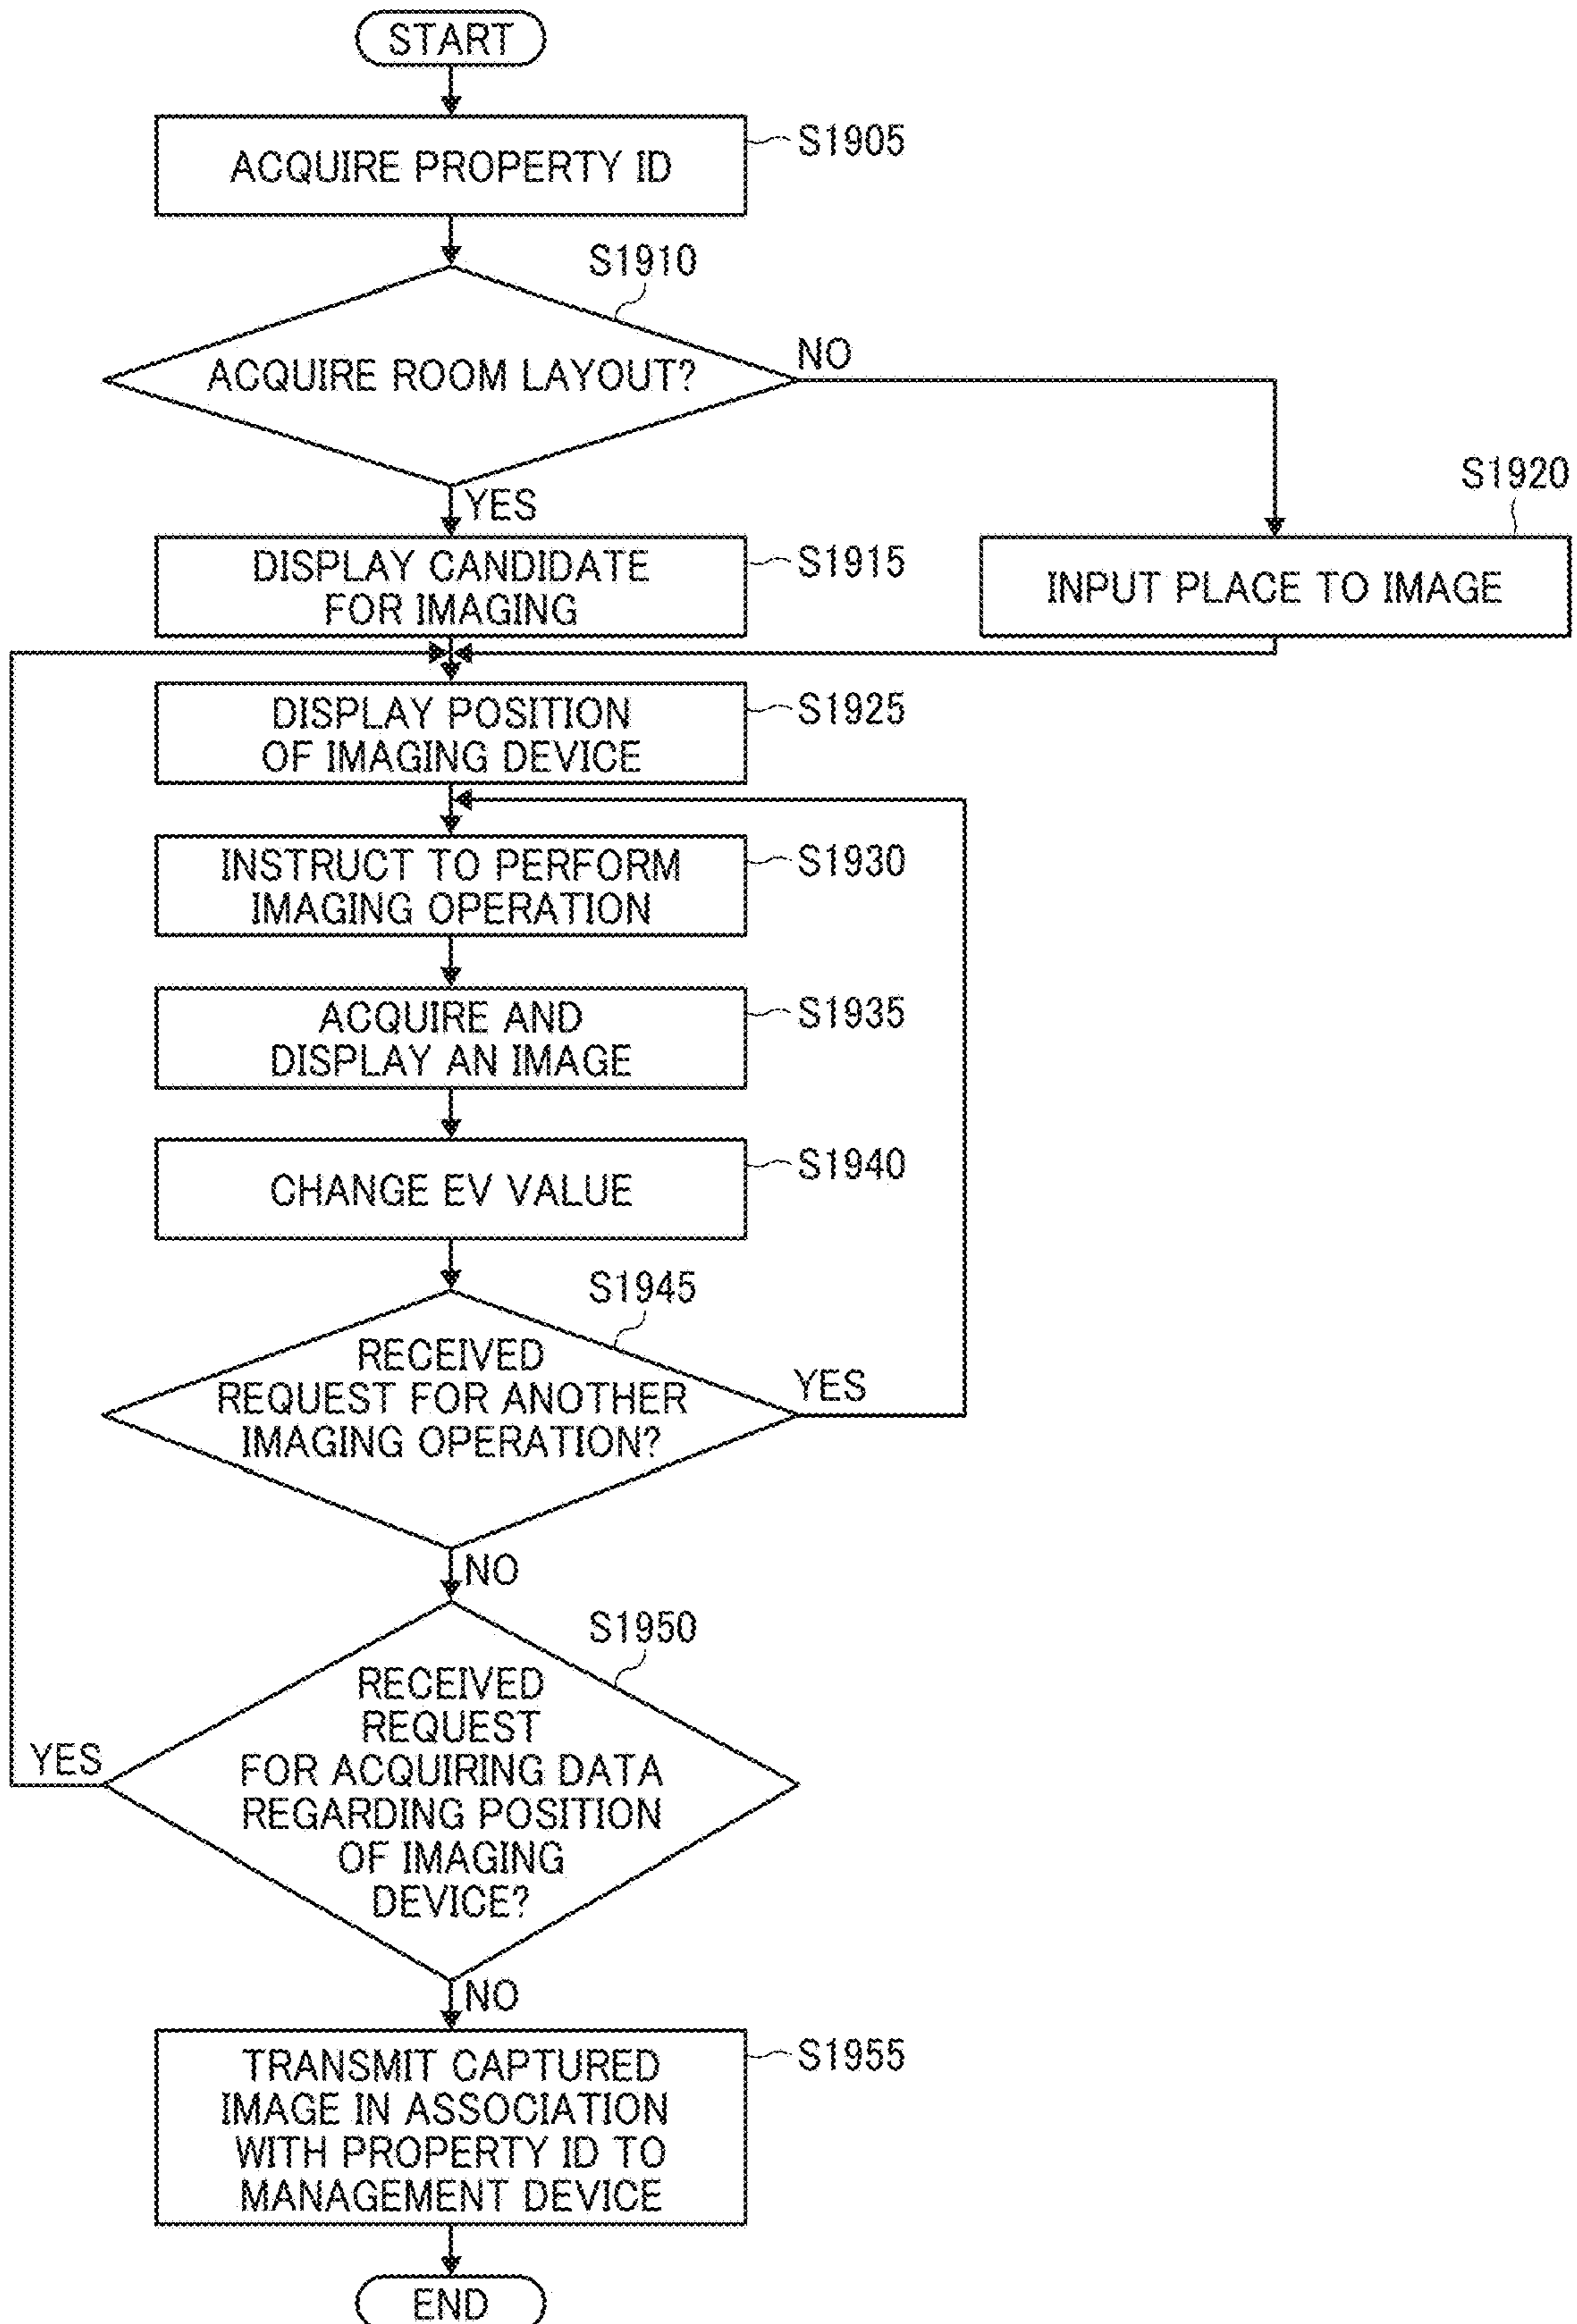 START
ACQUIRE PROPERTY ID
S1905
S1910
ACQUIRE ROOM LAYOUT?
NO
YES
S1920
DISPLAY CANDIDATE
FOR IMAGING
S1915
INPUT PLACE TO IMAGE
DISPLAY POSITION
OF IMAGING DEVICE
S1925
INSTRUCT TO PERFORM
IMAGING OPERATION
S1930
ACQUIRE AND
DISPLAY AN IMAGE
S1935
CHANGE EV VALUE
S1940
S1945
RECEIVED
REQUEST FOR ANOTHER
IMAGING OPERATION?
YES
NO
S1950
RECEIVED
REQUEST
FOR ACQUIRING DATA
REGARDING POSITION
OF IMAGING
DEVICE?
YES
NO
TRANSMIT CAPTURED
IMAGE IN ASSOCIATION
WITH PROPERTY ID TO
MANAGEMENT DEVICE
S1955
END